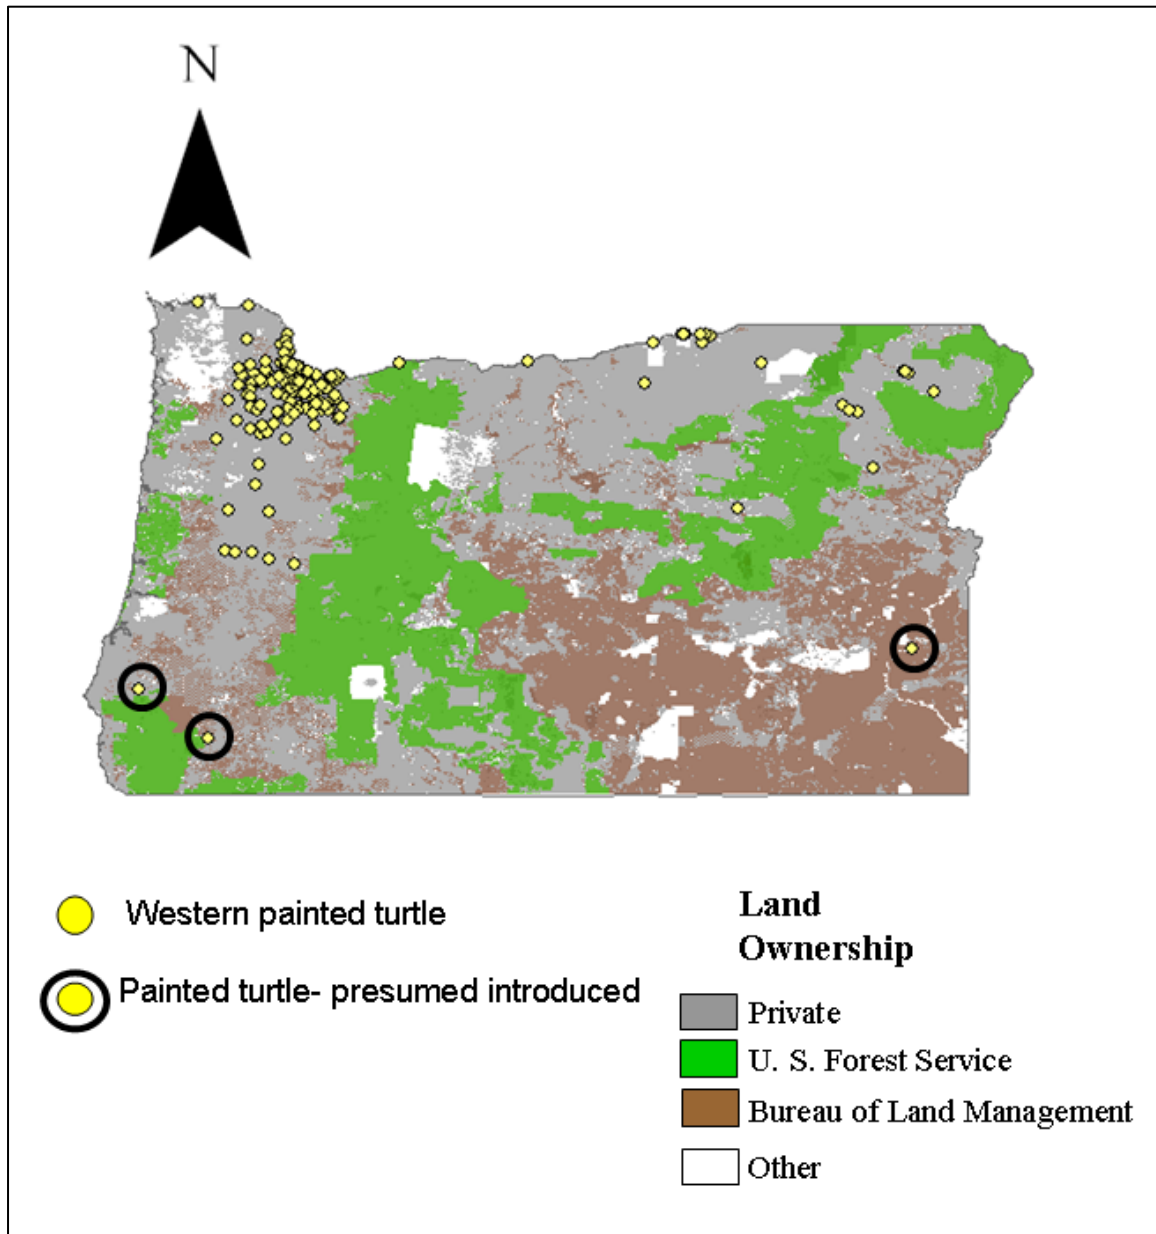 N
Western painted turtle
Painted turtle- presumed introduced
Land
Ownership
Private
U. S. Forest Service
Bureau of Land Management
Other